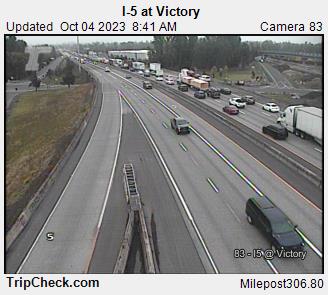 I-5 at Victory
Updated Oct 04 2023 8:41 AM Camera 83
S
83 - I5 @ Victory
TripCheck.com Milepost306.80